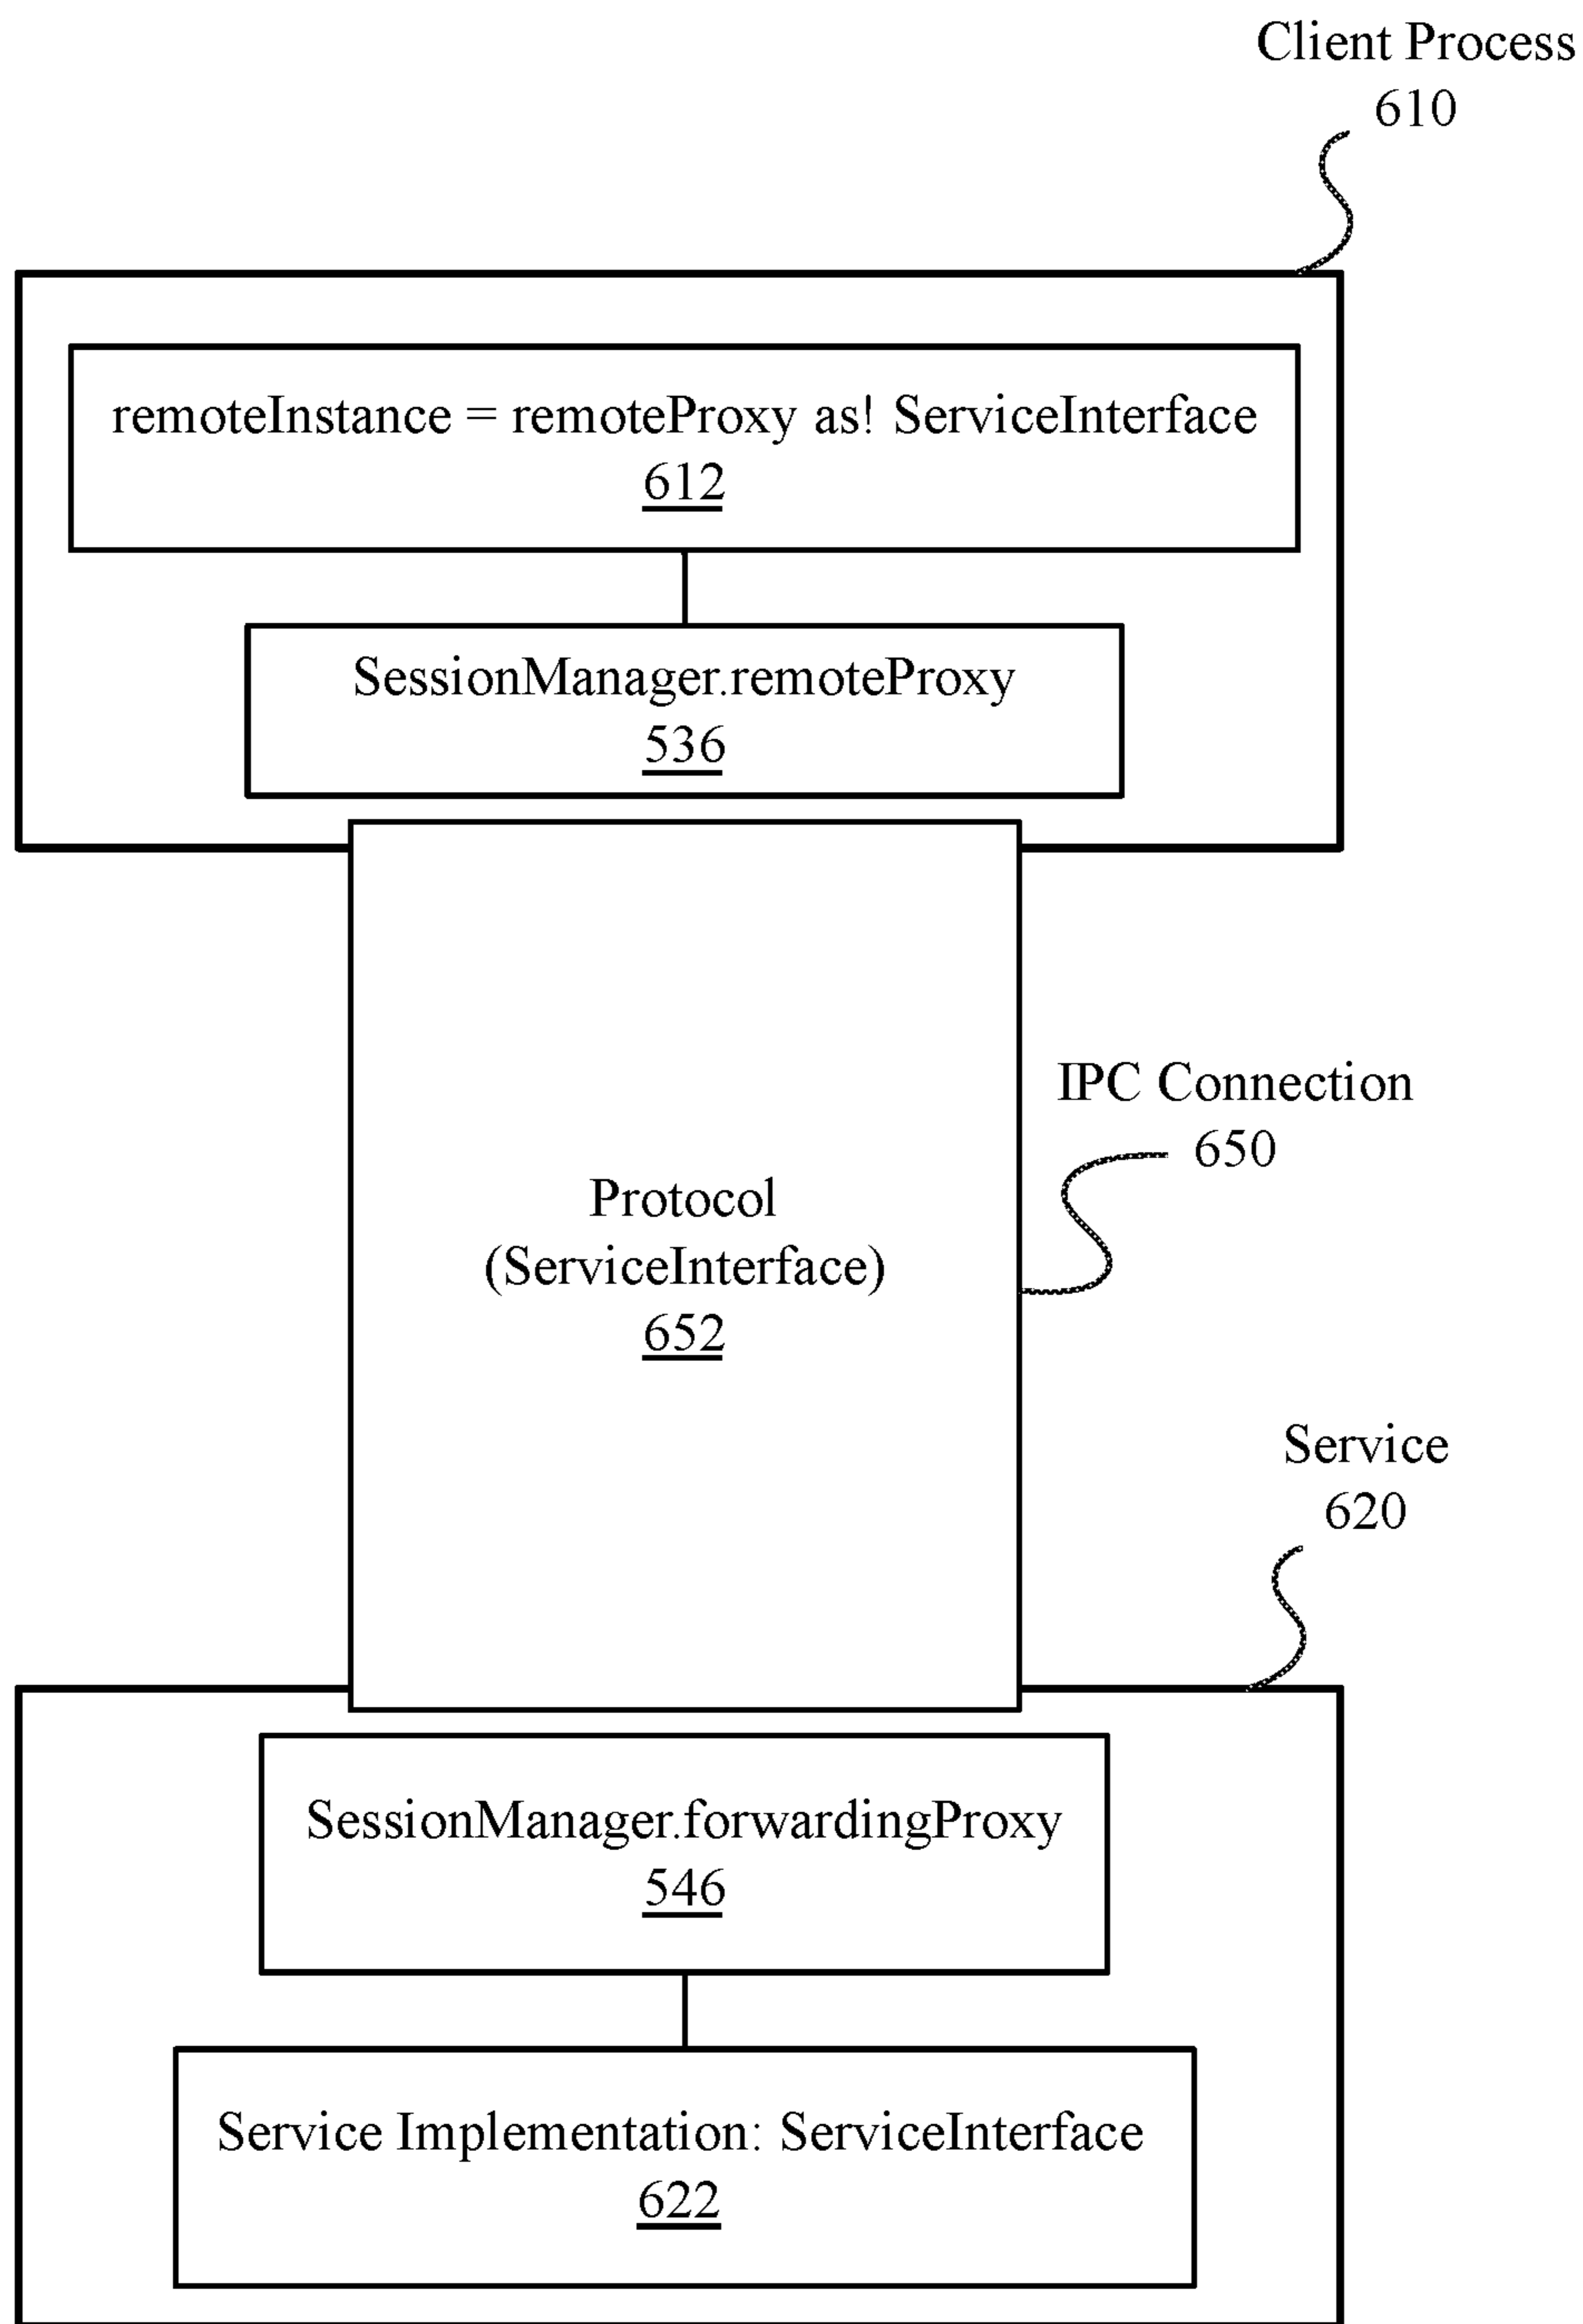 Client Process
610
remoteInstance = remoteProxy as! ServiceInterface
612
SessionManager.remoteProxy
536
IPC Connection
650
Protocol
(ServiceInterface)
652
Service
620
SessionManager.forwardingProxy
546
Service Implementation: ServiceInterface
622